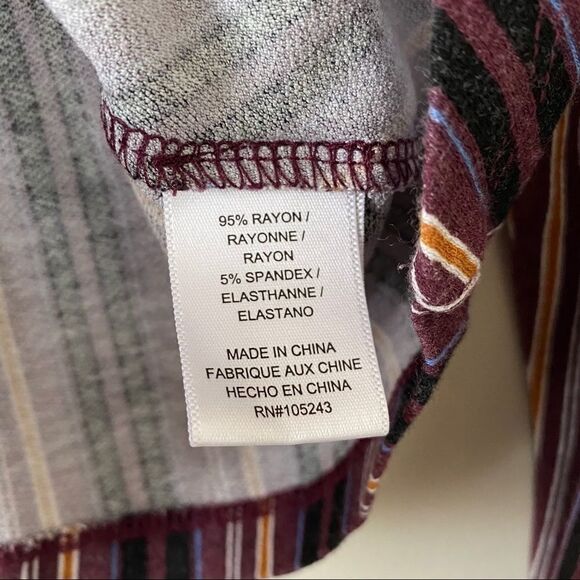 95% RAYON /
RAYONNE /
RAYON
5% SPANDEX /
ELASTHANNE /
ELASTANO
MADE IN CHINA
FABRIQUE AUX CHINE
HECHO EN CHINA
RN#105243